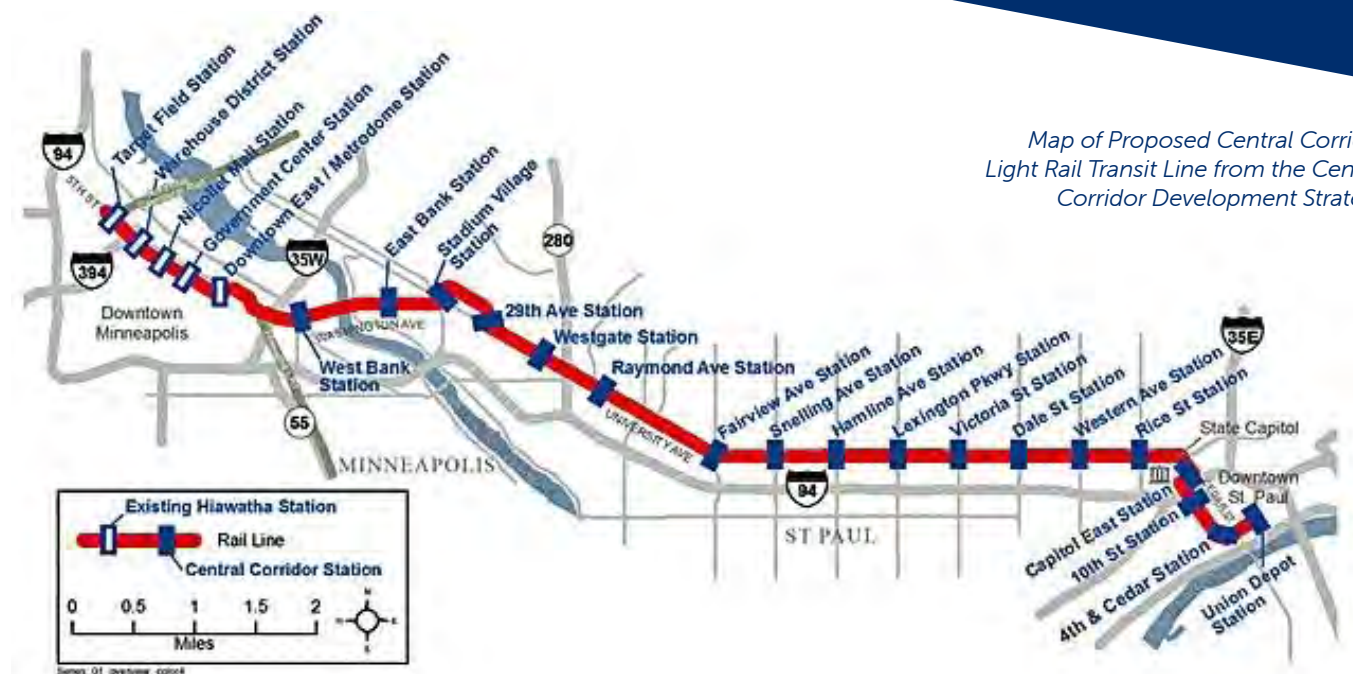 Map of Proposed Central Corri
Light Rail Transit Line from the Cen
Corridor Development Strate
Target Field Station
Warehouse District Station
Nicollet Mall Station
Government Center Station
Downtown East / Metrodome Station
East Bank Station
Stadium Village
Station
94
5TH ST
394
35W
280
Downtown
Minneapolis
WASHINGTON AVE
West Bank
Station
29th Ave Station
Westgate Station
Raymond Ave Station
55
MINNEAPOLIS
UNIVERSITY AVE
Fairview Ave Station
Snelling Ave Station
Hamline Ave Station
Lexington Pkwy Station
Victoria St Station
Dale St Station
Western Ave Station
Rice St Station
35E
State Capitol
Downtown
St. Paul
94
ST PAUL
Capitol East Station
10th St Station
4th & Cedar Station
Union Depot
Station
Existing Hiawatha Station
Rail Line
Central Corridor Station
0 0.5 1 1.5 2
Miles
N
E
S